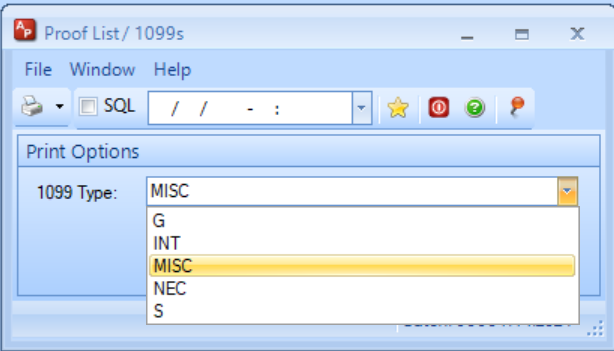 AP Proof List / 1099s
File Window Help
SQL / / - :
Print Options
1099 Type: MISC
G
INT
MISC
NEC
S